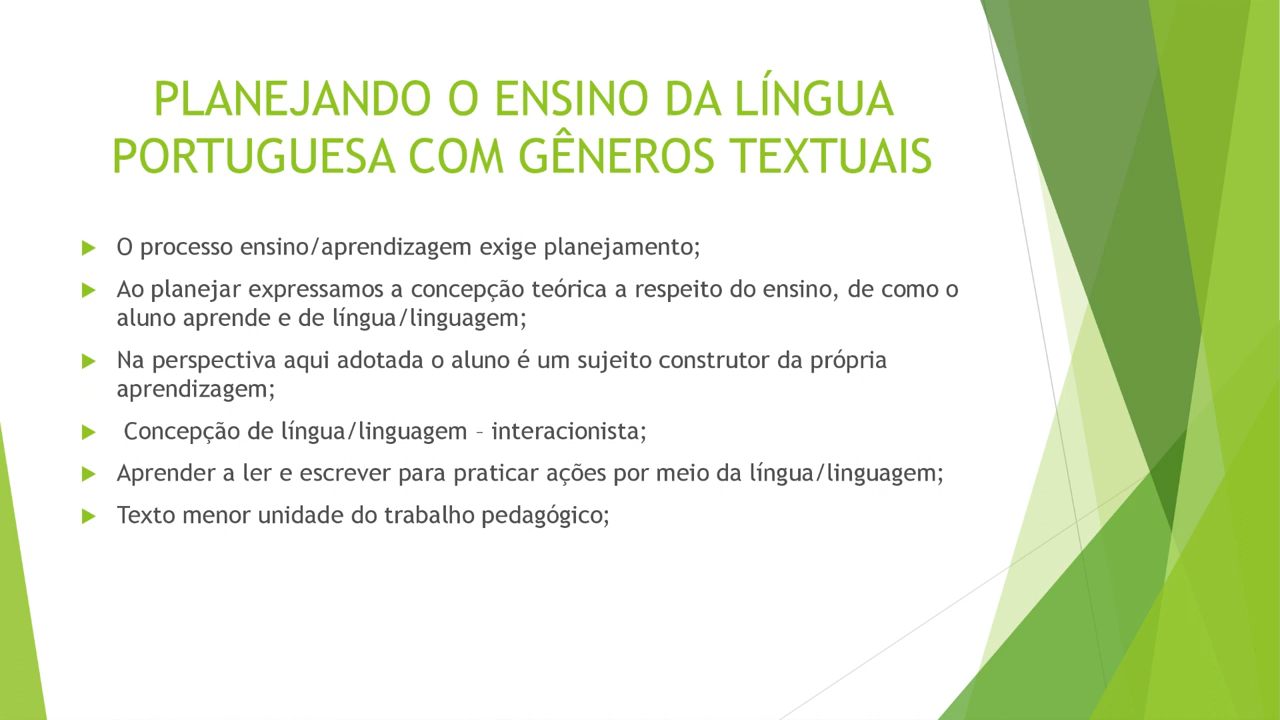 PLANEJANDO O ENSINO DA LÍNGUA
PORTUGUESA COM GÊNEROS TEXTUAIS
O processo ensino/aprendizagem exige planejamento;
Ao planejar expressamos a concepção teórica a respeito do ensino, de como o
aluno aprende e de língua/linguagem;
Na perspectiva aqui adotada o aluno é um sujeito construtor da própria
aprendizagem;
Concepção de língua/linguagem – interacionista;
Aprender a ler e escrever para praticar ações por meio da língua/linguagem;
Texto menor unidade do trabalho pedagógico;